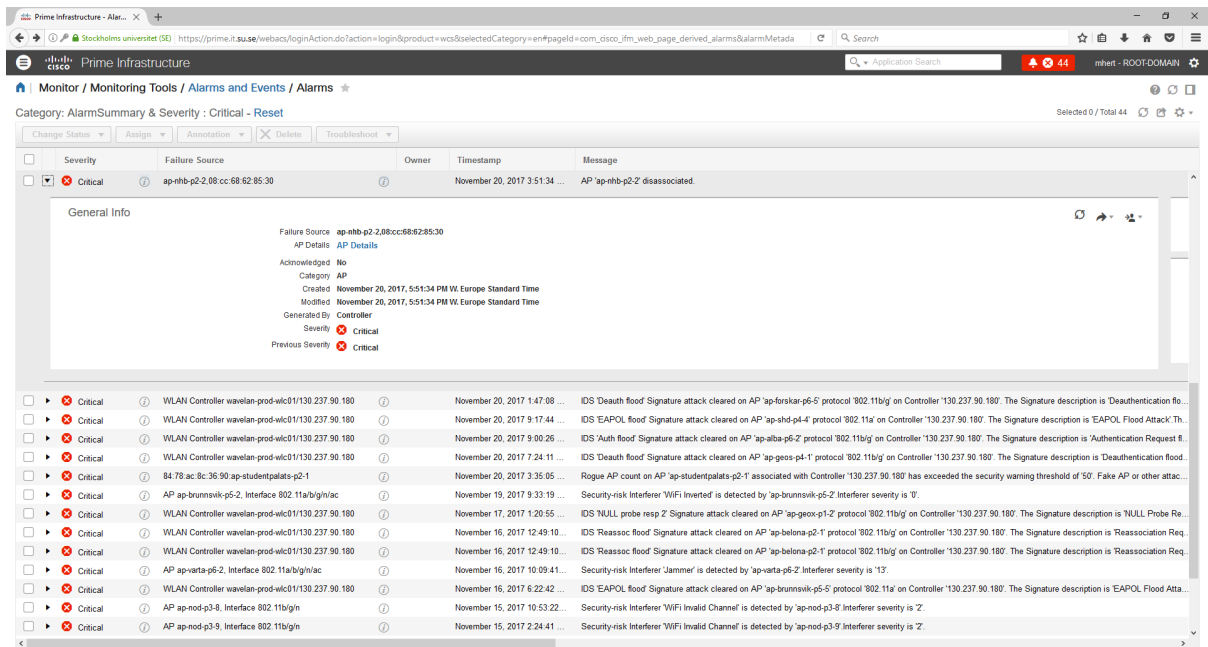 Prime Infrastructure - Alar...
Stockholms universitet (SE) https://prime.it.su.se/webacs/loginAction.do?action=login&product=wcs&selectedCategory=en#pageId=com_cisco_ifm_web_page_derived_alarms&alarmMetada Search
cisco Prime Infrastructure Application Search 44 mhert - ROOT-DOMAIN
Monitor / Monitoring Tools / Alarms and Events / Alarms
Category: AlarmSummary & Severity : Critical - Reset Selected 0 / Total 44
Change Status Assign Annotation Delete Troubleshoot
Severity Failure Source Owner Timestamp Message
Critical ap-nhb-p2-2,08:cc:68:62:85:30 November 20, 2017 3:51:34 ... AP 'ap-nhb-p2-2' disassociated.
General Info
Failure Source ap-nhb-p2-2,08:cc:68:62:85:30
AP Details AP Details
Acknowledged No
Category AP
Created November 20, 2017, 5:51:34 PM W. Europe Standard Time
Modified November 20, 2017, 5:51:34 PM W. Europe Standard Time
Generated By Controller
Severity Critical
Previous Severity Critical
Critical WLAN Controller wavelan-prod-wlc01/130.237.90.180 November 20, 2017 1:47:08 ... IDS 'Deauth flood' Signature attack cleared on AP 'ap-forskar-p6-5' protocol '802.11b/g' on Controller '130.237.90.180'. The Signature description is 'Deauthentication flo...
Critical WLAN Controller wavelan-prod-wlc01/130.237.90.180 November 20, 2017 9:17:44 ... IDS 'EAPOL flood' Signature attack cleared on AP 'ap-shd-p4-4' protocol '802.11a' on Controller '130.237.90.180'. The Signature description is 'EAPOL Flood Attack'.Th...
Critical WLAN Controller wavelan-prod-wlc01/130.237.90.180 November 20, 2017 9:00:26 ... IDS 'Auth flood' Signature attack cleared on AP 'ap-alba-p6-2' protocol '802.11b/g' on Controller '130.237.90.180'. The Signature description is 'Authentication Request fl...
Critical WLAN Controller wavelan-prod-wlc01/130.237.90.180 November 20, 2017 7:24:11 ... IDS 'Deauth flood' Signature attack cleared on AP 'ap-geos-p4-1' protocol '802.11b/g' on Controller '130.237.90.180'. The Signature description is 'Deauthentication flood...
Critical 84:78:ac:8c:36:90:ap-studentpalats-p2-1 November 20, 2017 3:35:05 ... Rogue AP count on AP 'ap-studentpalats-p2-1' associated with Controller '130.237.90.180' has exceeded the security warning threshold of '50'. Fake AP or other attac...
Critical AP ap-brunnsvik-p5-2, Interface 802.11a/b/g/n/ac November 19, 2017 9:33:19 ... Security-risk Interferer 'WiFi Inverted' is detected by 'ap-brunnsvik-p5-2'.Interferer severity is '0'.
Critical WLAN Controller wavelan-prod-wlc01/130.237.90.180 November 17, 2017 1:20:55 ... IDS 'NULL probe resp 2' Signature attack cleared on AP 'ap-geox-p1-2' protocol '802.11b/g' on Controller '130.237.90.180'. The Signature description is 'NULL Probe Re...
Critical WLAN Controller wavelan-prod-wlc01/130.237.90.180 November 16, 2017 12:49:10... IDS 'Reassoc flood' Signature attack cleared on AP 'ap-belona-p2-1' protocol '802.11b/g' on Controller '130.237.90.180'. The Signature description is 'Reassociation Req...
Critical WLAN Controller wavelan-prod-wlc01/130.237.90.180 November 16, 2017 12:49:10... IDS 'Reassoc flood' Signature attack cleared on AP 'ap-belona-p2-1' protocol '802.11b/g' on Controller '130.237.90.180'. The Signature description is 'Reassociation Req...
Critical AP ap-varta-p6-2, Interface 802.11a/b/g/n/ac November 16, 2017 10:09:41... Security-risk Interferer 'Jammer' is detected by 'ap-varta-p6-2'.Interferer severity is '13'.
Critical WLAN Controller wavelan-prod-wlc01/130.237.90.180 November 16, 2017 6:22:42 ... IDS 'EAPOL flood' Signature attack cleared on AP 'ap-brunnsvik-p5-5' protocol '802.11a' on Controller '130.237.90.180'. The Signature description is 'EAPOL Flood Atta...
Critical AP ap-nod-p3-8, Interface 802.11b/g/n November 15, 2017 10:53:22... Security-risk Interferer 'WiFi Invalid Channel' is detected by 'ap-nod-p3-8'.Interferer severity is '2'.
Critical AP ap-nod-p3-9, Interface 802.11b/g/n November 15, 2017 2:24:41 ... Security-risk Interferer 'WiFi Invalid Channel' is detected by 'ap-nod-p3-9'.Interferer severity is '2'.